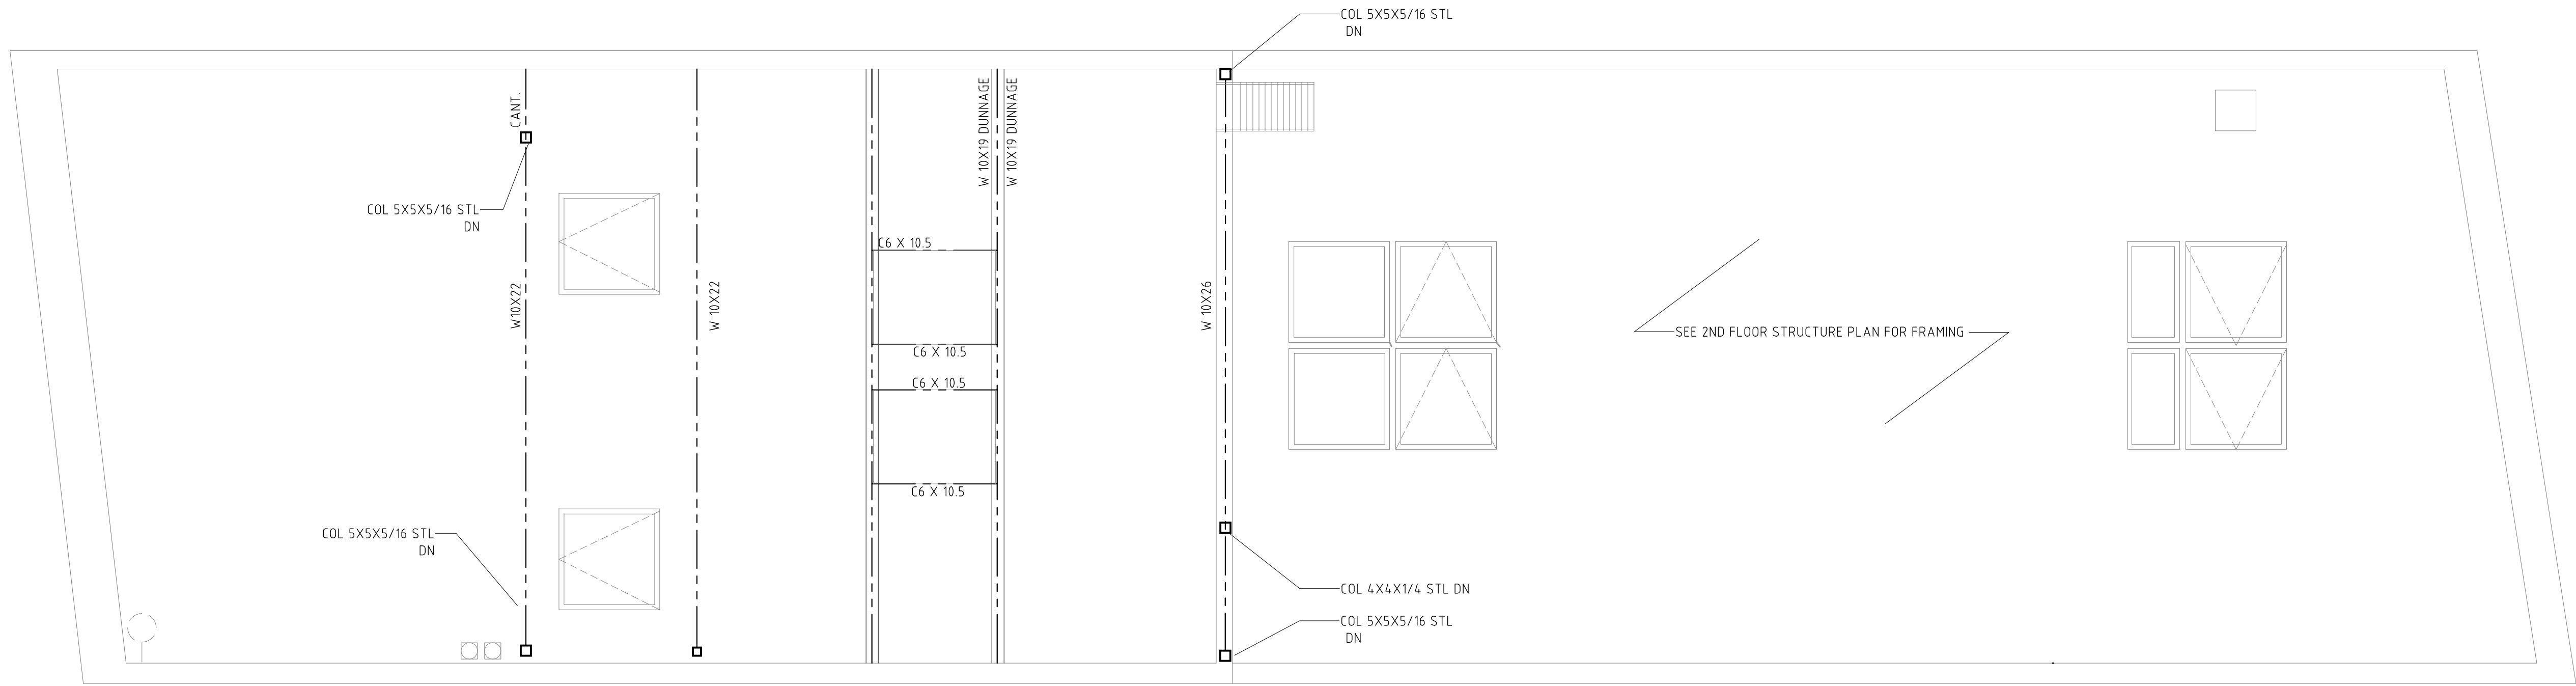 COL 5X5X5/16 STL
DN
CANT.
W 10X19 DUNNAGE
W 10X19 DUNNAGE
COL 5X5X5/16 STL
DN
C6 X 10.5
W10X22
W 10X22
W 10X26
SEE 2ND FLOOR STRUCTURE PLAN FOR FRAMING
C6 X 10.5
C6 X 10.5
C6 X 10.5
COL 5X5X5/16 STL
DN
COL 4X4X1/4 STL DN
COL 5X5X5/16 STL
DN